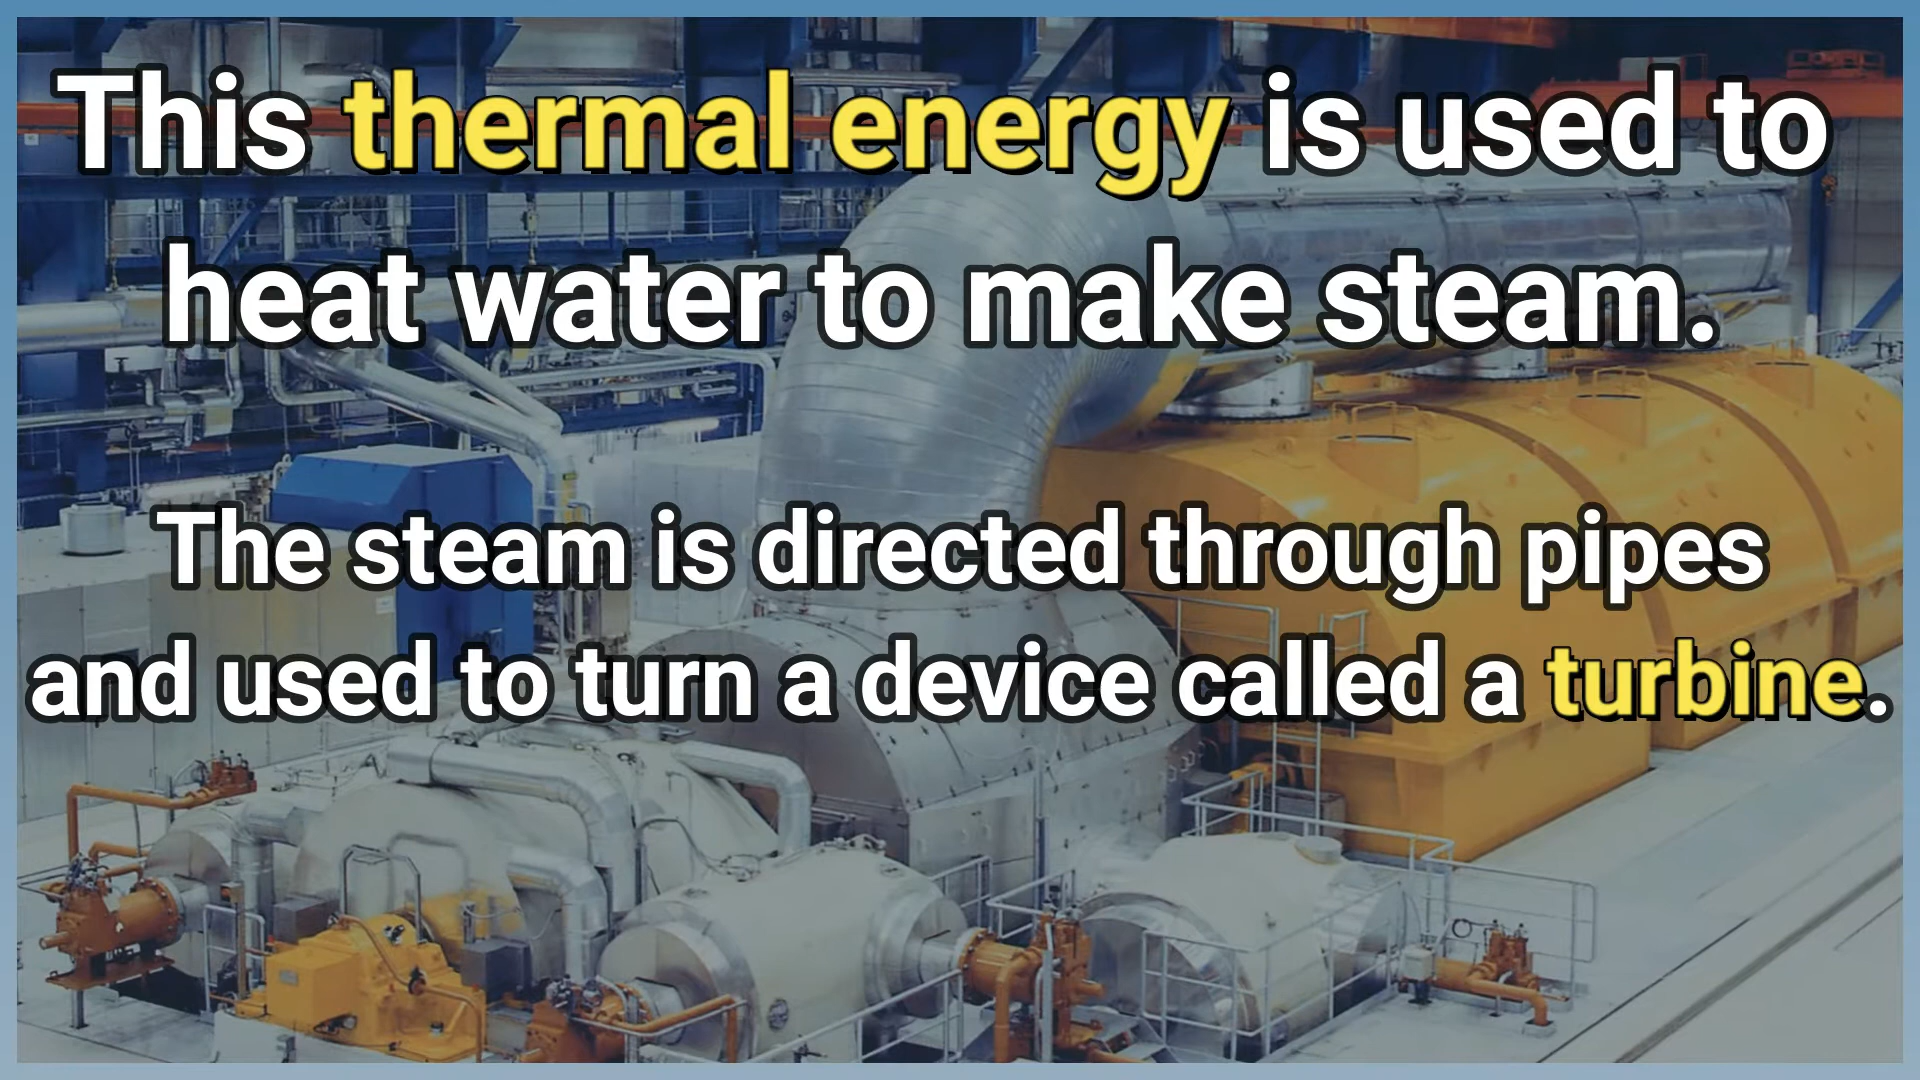 This thermal energy is used to
heat water to make steam.
The steam is directed through pipes
and used to turn a device called a turbine.